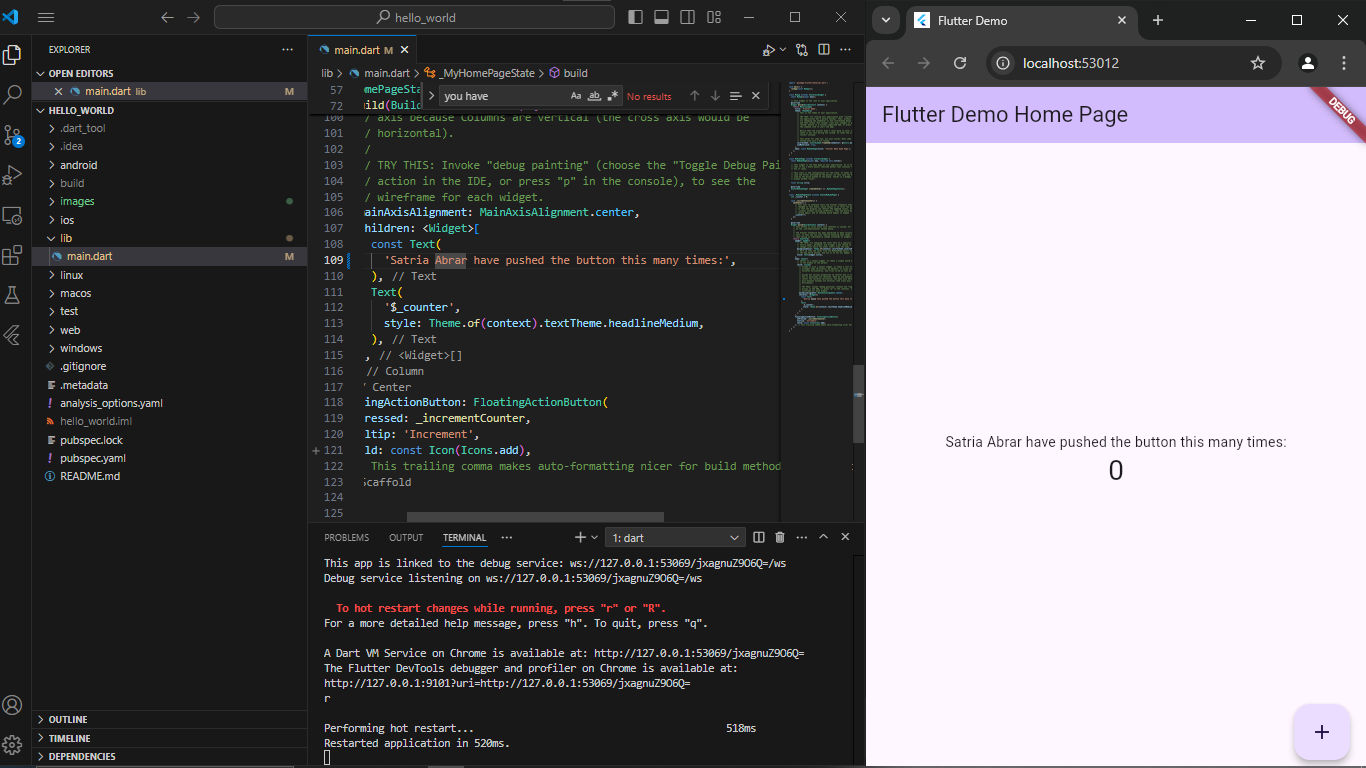 hello_world
EXPLORER
OPEN EDITORS
main.dart lib M
HELLO_WORLD
.dart_tool
.idea
android
build
images
ios
lib
main.dart M
linux
macos
test
web
windows
.gitignore
.metadata
analysis_options.yaml
hello_world.iml
pubspec.lock
pubspec.yaml
README.md
OUTLINE
TIMELINE
DEPENDENCIES
2
main.dart M
lib > main.dart > _MyHomePageState > build
you have Aa ab No results
57 mePageSta
72 uild(Buil
100 / axis because Columns are vertical (the cross axis would be
101 / horizontal).
102 /
103 / TRY THIS: Invoke "debug painting" (choose the "Toggle Debug Pai
104 / action in the IDE, or press "p" in the console), to see the
105 / wireframe for each widget.
106 ainAxisAlignment: MainAxisAlignment.center,
107 hildren: <Widget>[
108 const Text(
109 'Satria Abrar have pushed the button this many times:',
110 ), // Text
111 Text(
112 '$_counter',
113 style: Theme.of(context).textTheme.headlineMedium,
114 ), // Text
115 , // <Widget>[]
116 // Column
117 / Center
118 ingActionButton: FloatingActionButton(
119 ressed: _incrementCounter,
120 ltip: 'Increment',
121 ld: const Icon(Icons.add),
122 This trailing comma makes auto-formatting nicer for build method
123 Scaffold
124
125
PROBLEMS OUTPUT TERMINAL
1: dart
This app is linked to the debug service: ws://127.0.0.1:53069/jxagnuZ9O6Q=/ws
Debug service listening on ws://127.0.0.1:53069/jxagnuZ9O6Q=/ws
To hot restart changes while running, press "r" or "R".
For a more detailed help message, press "h". To quit, press "q".
A Dart VM Service on Chrome is available at: http://127.0.0.1:53069/jxagnuZ9O6Q=
The Flutter DevTools debugger and profiler on Chrome is available at:
http://127.0.0.1:9101?uri=http://127.0.0.1:53069/jxagnuZ9O6Q=
r
Performing hot restart... 518ms
Restarted application in 520ms.
Flutter Demo
localhost:53012
Flutter Demo Home Page
DEBUG
Satria Abrar have pushed the button this many times:
0